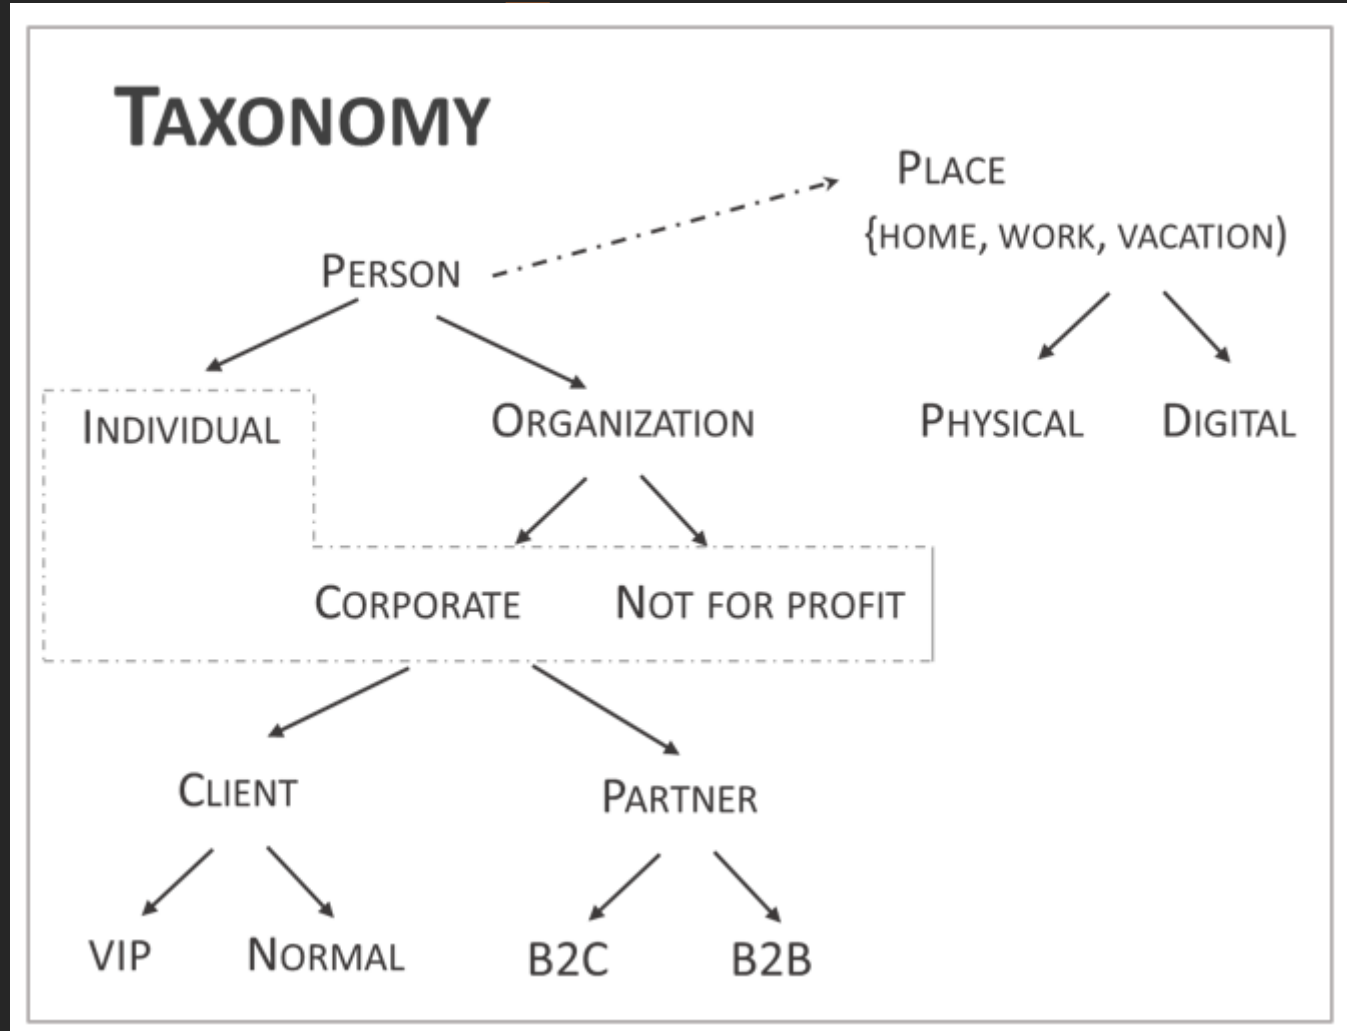 TAXONOMY
PLACE
{HOME, WORK, VACATION)
PERSON
INDIVIDUAL
ORGANIZATION
PHYSICAL
DIGITAL
CORPORATE
NOT FOR PROFIT
CLIENT
PARTNER
VIP
NORMAL
B2C
B2B